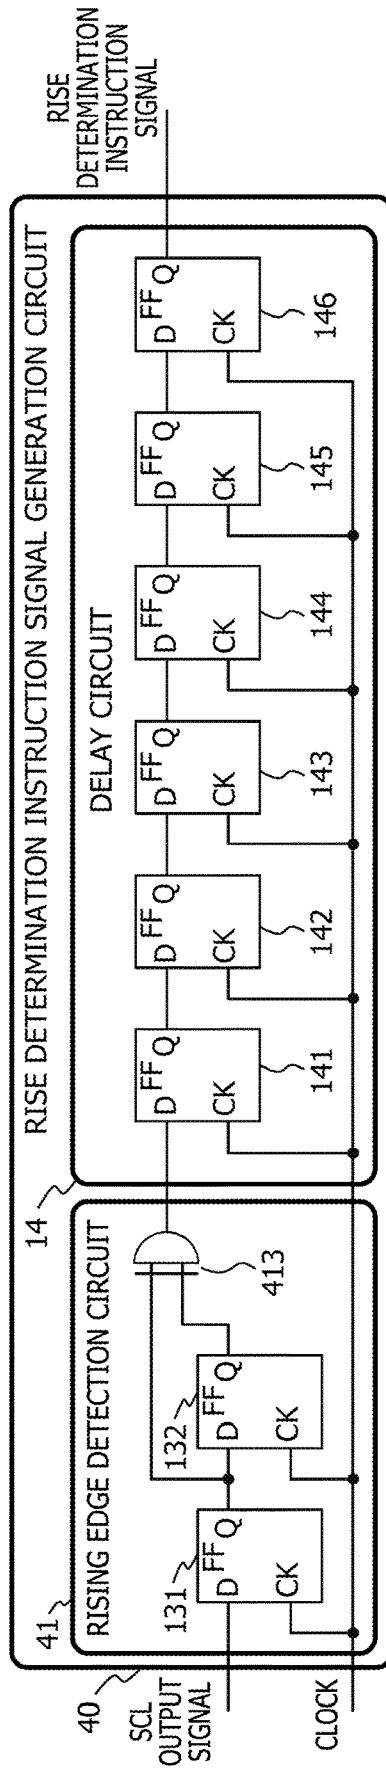 RISE DETERMINATION INSTRUCTION SIGNAL GENERATION CIRCUIT
40
41
RISING EDGE DETECTION CIRCUIT
14
DELAY CIRCUIT
SCL
OUTPUT
SIGNAL
CLOCK
131
D FF Q
CK
132
D FF Q
CK
413
D FF Q
CK
141
D FF Q
CK
142
D FF Q
CK
143
D FF Q
CK
144
D FF Q
CK
145
D FF Q
CK
146
RISE
DETERMINATION
INSTRUCTION
SIGNAL